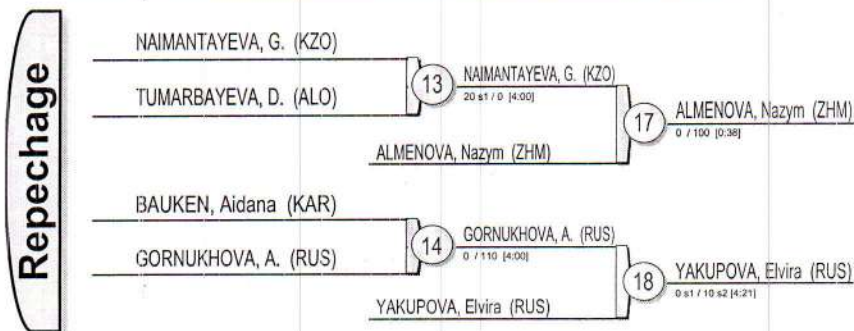 Repechage
NAIMANTAYEVA, G. (KZO)
TUMARBAYEVA, D. (ALO)
13
NAIMANTAYEVA, G. (KZO)
20 s1 / 0 [4:00]
ALMENOVA, Nazym (ZHM)
17
ALMENOVA, Nazym (ZHM)
0 / 100 [0:38]
BAUKEN, Aidana (KAR)
GORNUKHOVA, A. (RUS)
14
GORNUKHOVA, A. (RUS)
0 / 110 [4:00]
YAKUPOVA, Elvira (RUS)
18
YAKUPOVA, Elvira (RUS)
0 s1 / 10 s2 [4:21]